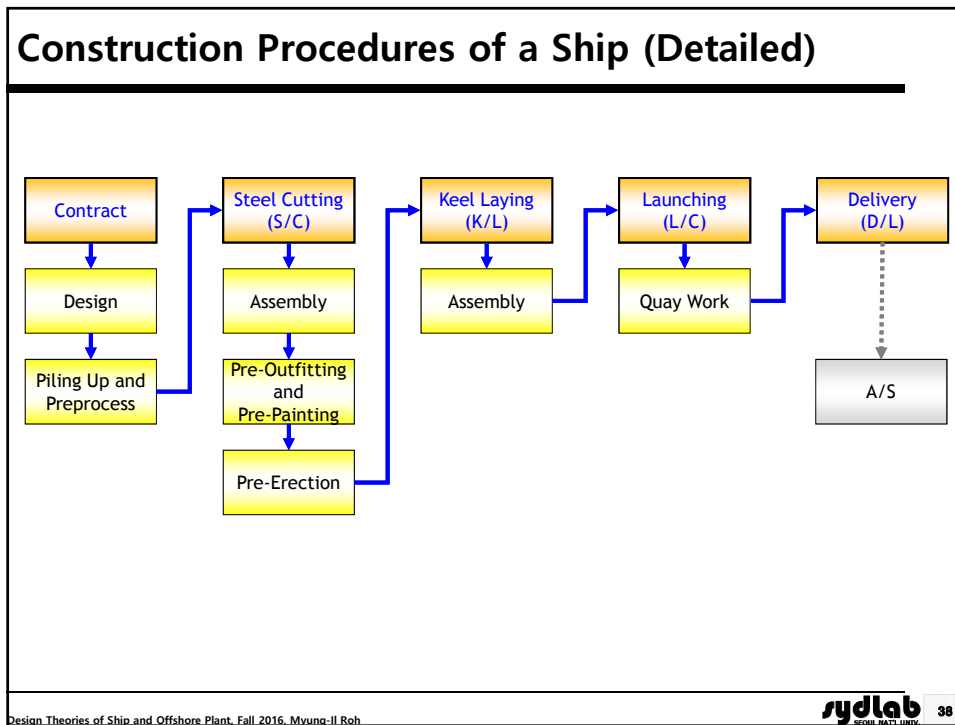 Construction Procedures of a Ship (Detailed)
Contract
Design
Piling Up and
Preprocess
Steel Cutting
(S/C)
Assembly
Pre-Outfitting
and
Pre-Painting
Pre-Erection
Keel Laying
(K/L)
Assembly
Launching
(L/C)
Quay Work
Delivery
(D/L)
A/S
Design Theories of Ship and Offshore Plant, Fall 2016, Myung-Il Roh
sydlab
SEOUL NAT'L UNIV.
38